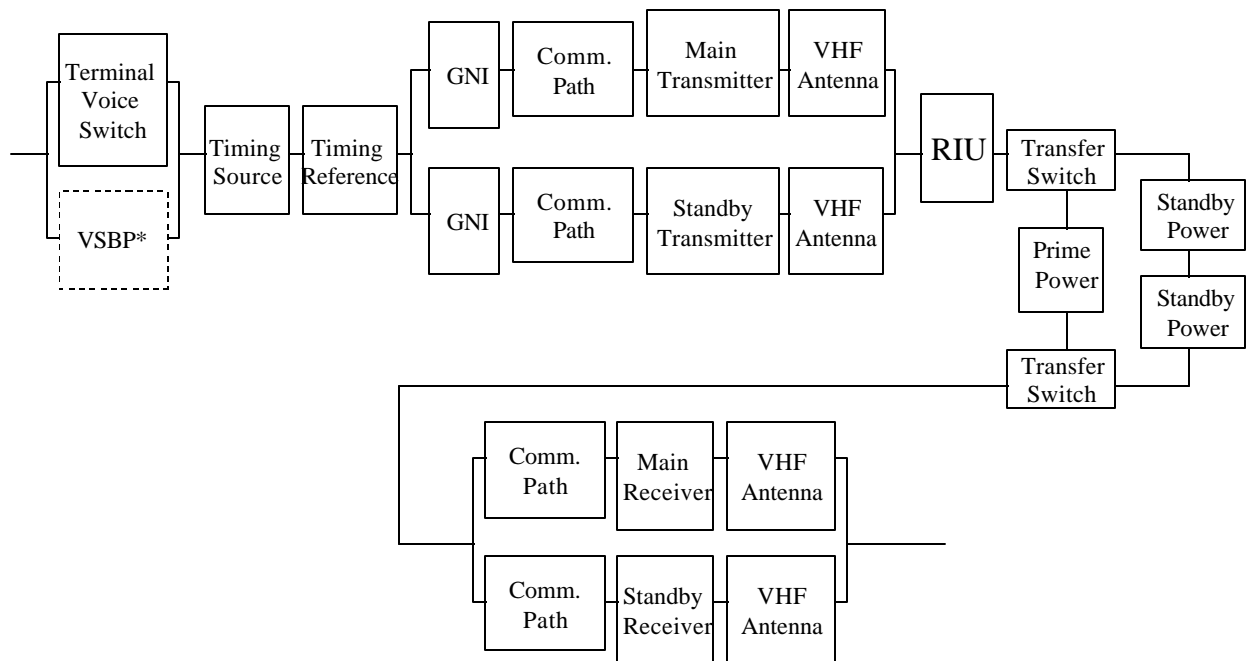 Terminal
Voice
Switch
VSBP*
Timing
Source
Timing
Reference
GNI
Comm.
Path
Main
Transmitter
VHF
Antenna
GNI
Comm.
Path
Standby
Transmitter
VHF
Antenna
RIU
Transfer
Switch
Prime
Power
Standby
Power
Standby
Power
Transfer
Switch
Comm.
Path
Main
Receiver
VHF
Antenna
Comm.
Path
Standby
Receiver
VHF
Antenna